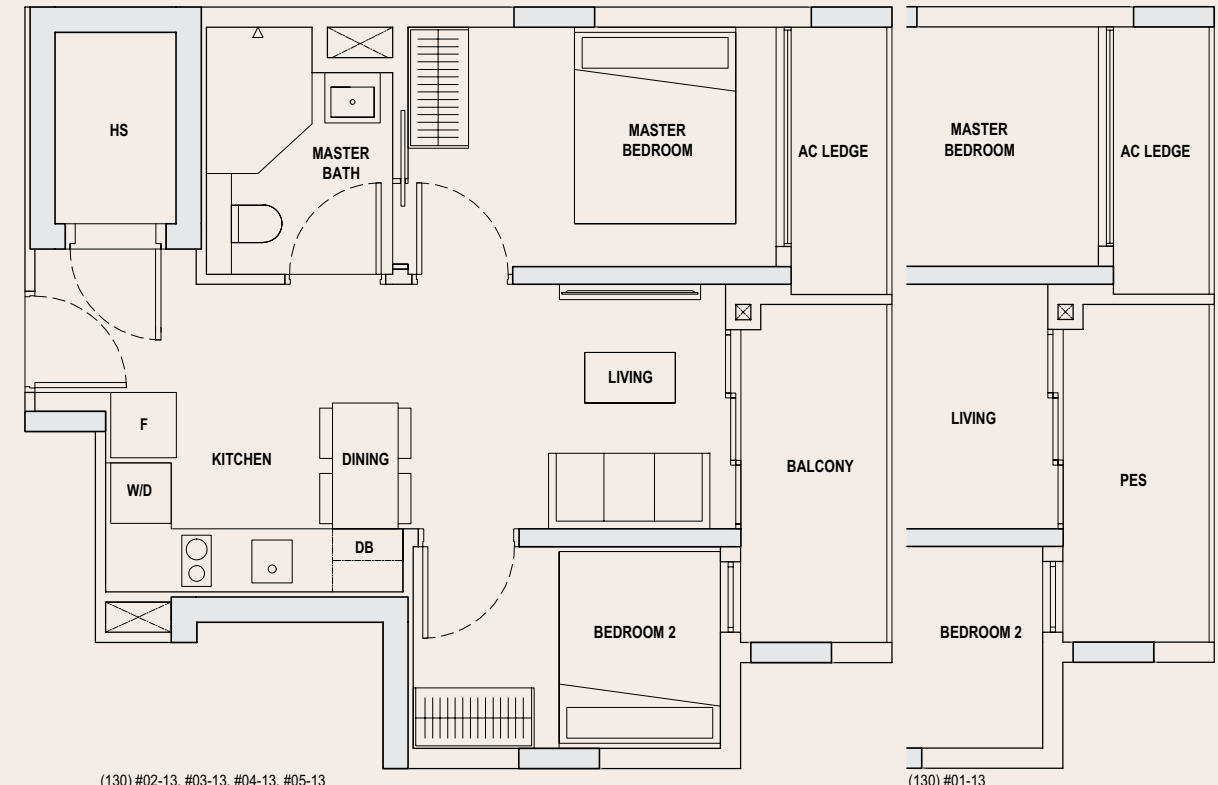 HS
MASTER
BATH
MASTER
BEDROOM
AC LEDGE
MASTER
BEDROOM
AC LEDGE
LIVING
F
KITCHEN
DINING
BALCONY
LIVING
PES
W/D
DB
BEDROOM 2
BEDROOM 2
(130) #02-13, #03-13, #04-13, #05-13
(130) #01-13